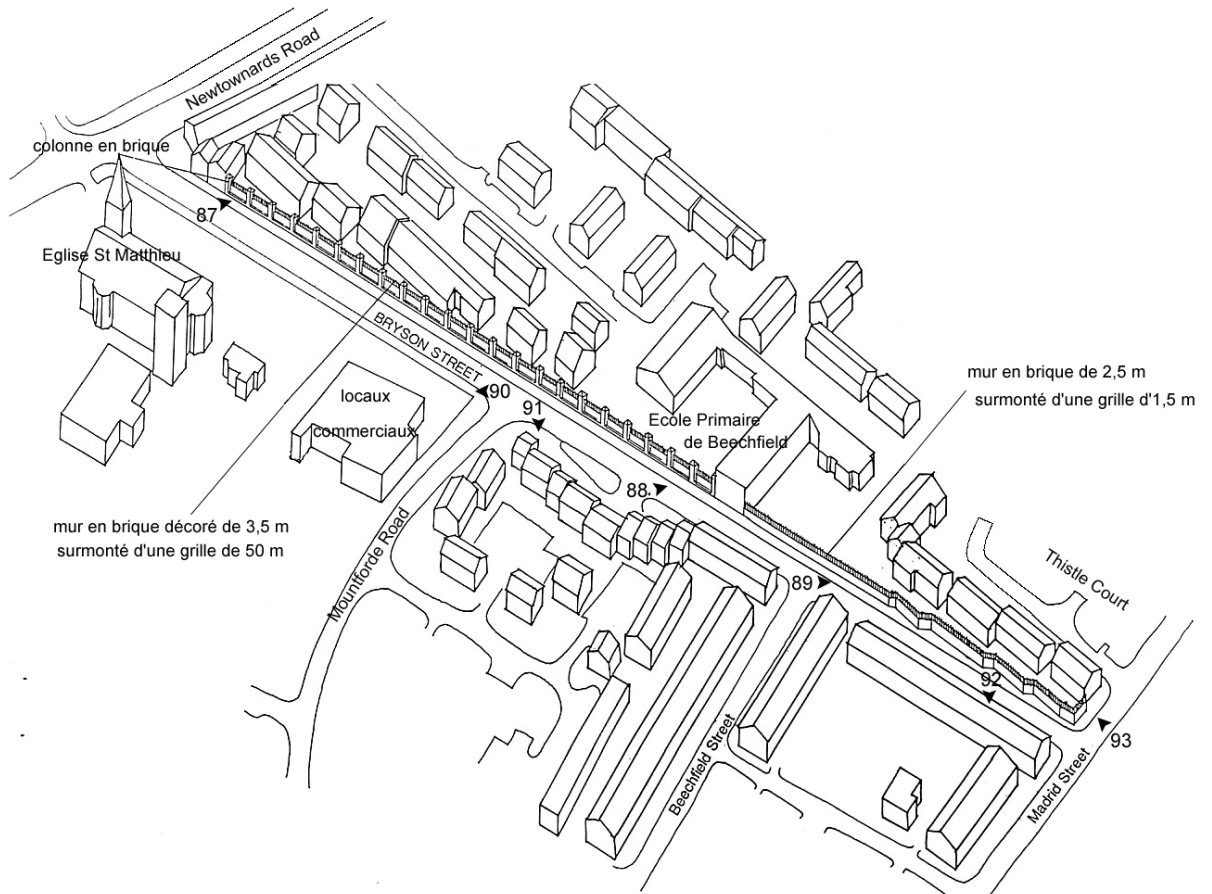 Newtownards Road
colonne en brique
87
Eglise St Matthieu
BRYSON STREET
90
91
locaux
commerciaux
Ecole Primaire
de Beechfield
mur en brique de 2,5 m
surmonté d'une grille d'1,5 m
88
mur en brique décoré de 3,5 m
surmonté d'une grille de 50 m
Mountforde Road
89
Thistle Court
92
93
Beechfield Street
Madrid Street